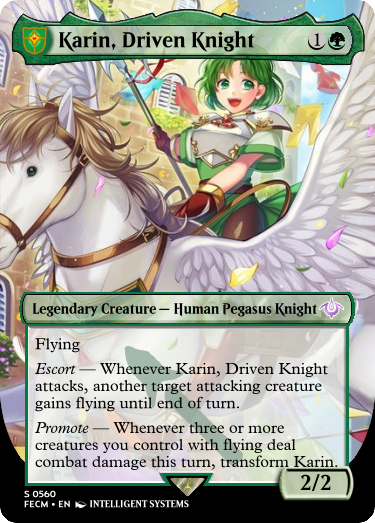 Karin, Driven Knight 1
Legendary Creature — Human Pegasus Knight
Flying
Escort — Whenever Karin, Driven Knight
attacks, another target attacking creature
gains flying until end of turn.
Promote — Whenever three or more
creatures you control with flying deal
combat damage this turn, transform Karin.
2/2
S 0560
FECM • EN INTELLIGENT SYSTEMS